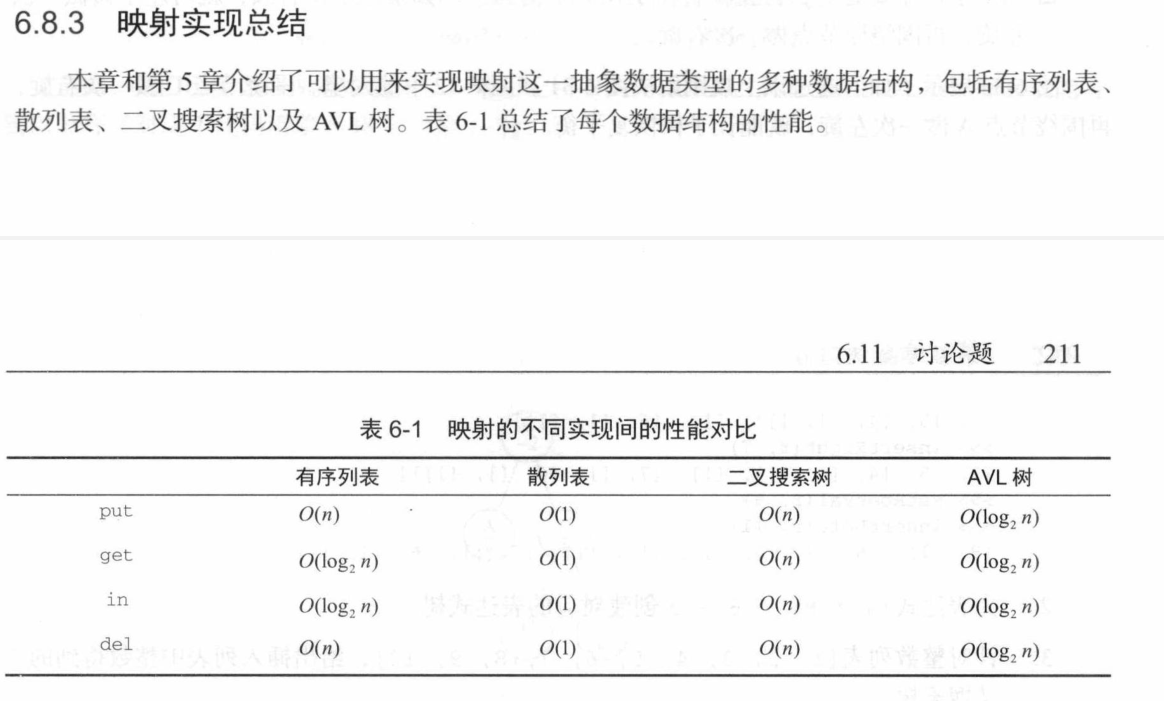 6.8.3 映射实现总结
本章和第 5 章介绍了可以用来实现映射这一抽象数据类型的多种数据结构，包括有序列表、
散列表、二叉搜索树以及 AVL 树。表 6-1 总结了每个数据结构的性能。
6.11 讨论题 211
表 6-1 映射的不同实现间的性能对比
有序列表 散列表 二叉搜索树 AVL 树
put O(n) O(1) O(n) O(log₂ n)
get O(log₂ n) O(1) O(n) O(log₂ n)
in O(log₂ n) O(1) O(n) O(log₂ n)
del O(n) O(1) O(n) O(log₂ n)